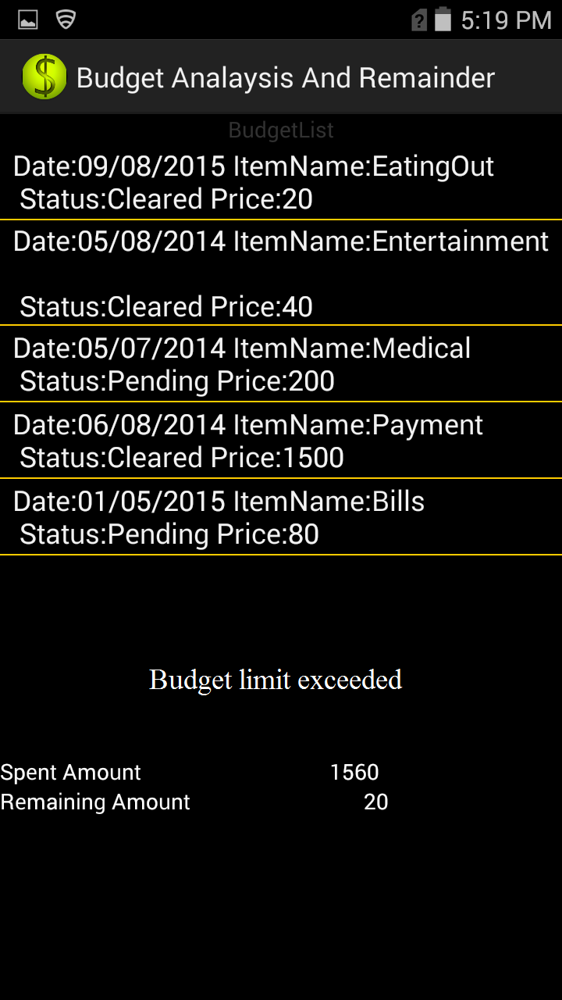 5:19 PM
Budget Analaysis And Remainder
BudgetList
Date:09/08/2015 ItemName:EatingOut
Status:Cleared Price:20
Date:05/08/2014 ItemName:Entertainment
Status:Cleared Price:40
Date:05/07/2014 ItemName:Medical
Status:Pending Price:200
Date:06/08/2014 ItemName:Payment
Status:Cleared Price:1500
Date:01/05/2015 ItemName:Bills
Status:Pending Price:80
Budget limit exceeded
Spent Amount 1560
Remaining Amount 20